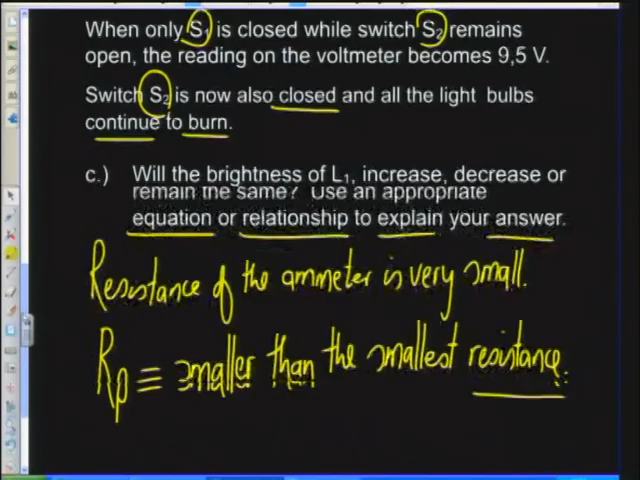 When only S₁ is closed while switch S₂ remains
open, the reading on the voltmeter becomes 9,5 V.
Switch S₂ is now also closed and all the light bulbs
continue to burn.
c.) Will the brightness of L₁, increase, decrease or
remain the same? Use an appropriate
equation or relationship to explain your answer.
Resistance of the ammeter is very small.
Rp ≡ smaller than the smallest resistance.